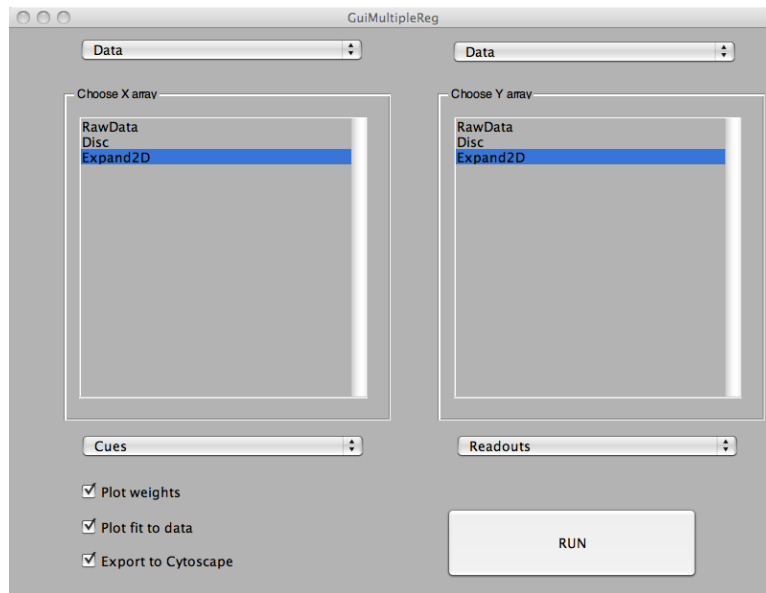 GuiMultipleReg
Data
Data
Choose X array
Choose Y array
RawData
Disc
Expand2D
RawData
Disc
Expand2D
Cues
Readouts
Plot weights
Plot fit to data
Export to Cytoscape
RUN